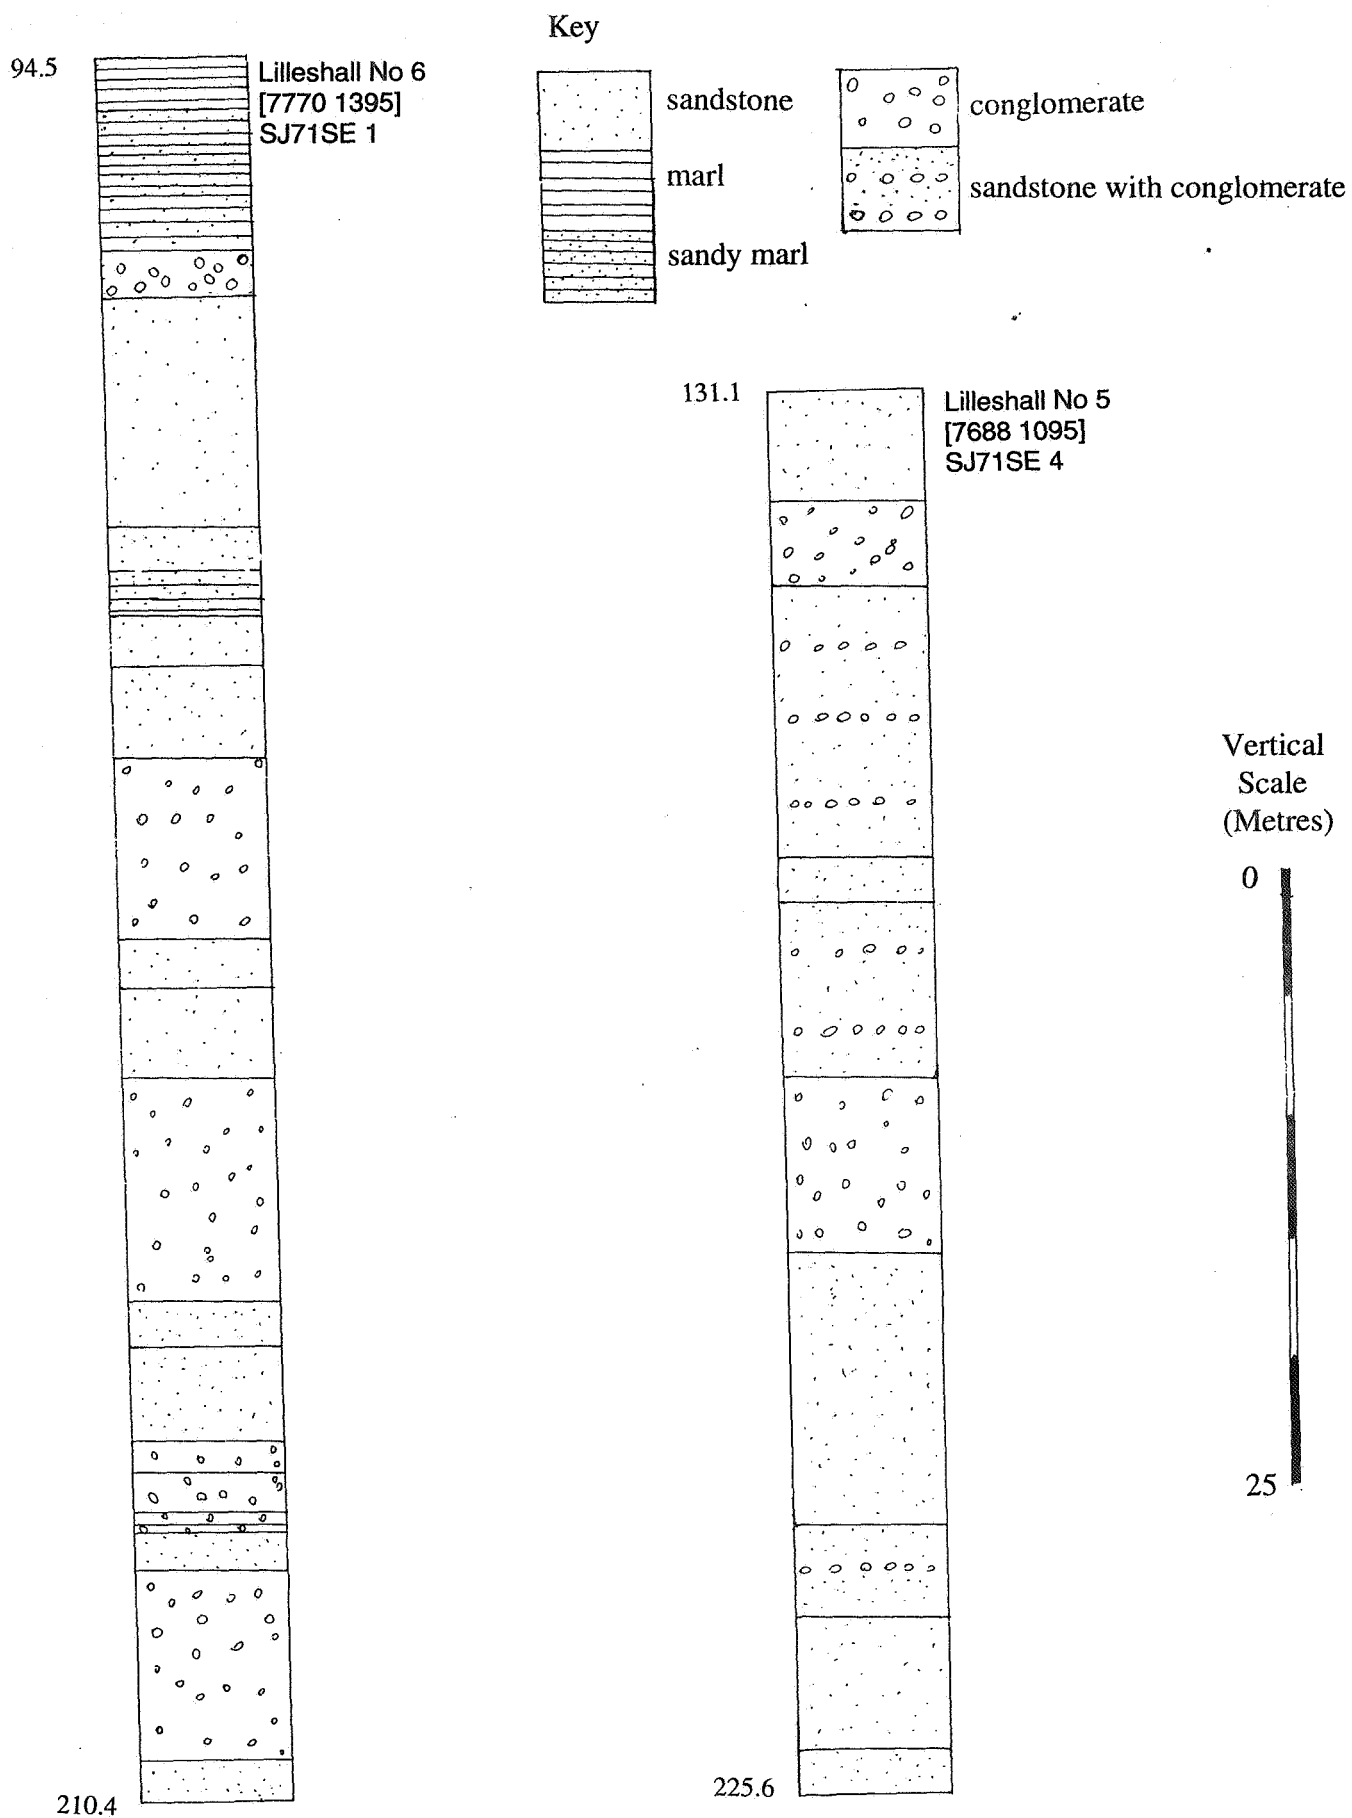 Key
94.5
Lilleshall No 6
[7770 1395]
SJ71SE 1
sandstone
marl
sandy marl
conglomerate
sandstone with conglomerate
131.1
Lilleshall No 5
[7688 1095]
SJ71SE 4
Vertical
Scale
(Metres)
0
25
210.4
225.6